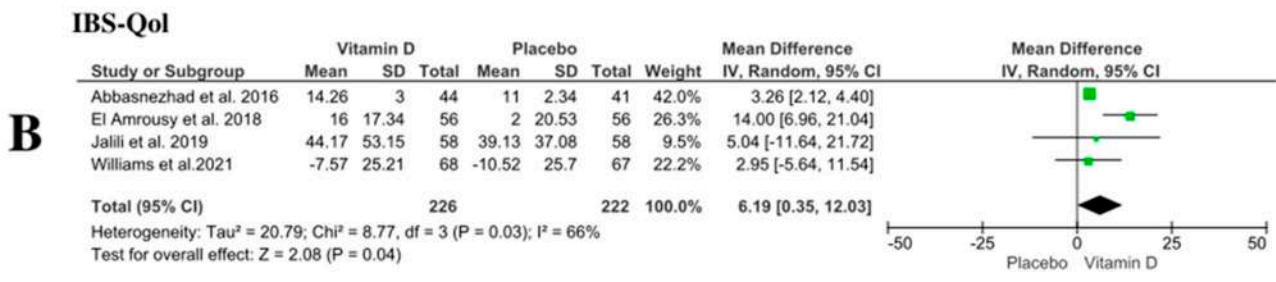 IBS-Qol
B
Vitamin D Placebo Mean Difference Mean Difference
Study or Subgroup Mean SD Total Mean SD Total Weight IV, Random, 95% CI IV, Random, 95% CI
Abbasnezhad et al. 2016 14.26 3 44 11 2.34 41 42.0% 3.26 [2.12, 4.40]
El Amrousy et al. 2018 16 17.34 56 2 20.53 56 26.3% 14.00 [6.96, 21.04]
Jalili et al. 2019 44.17 53.15 58 39.13 37.08 58 9.5% 5.04 [-11.64, 21.72]
Williams et al.2021 -7.57 25.21 68 -10.52 25.7 67 22.2% 2.95 [-5.64, 11.54]
Total (95% CI) 226 222 100.0% 6.19 [0.35, 12.03]
Heterogeneity: Tau² = 20.79; Chi² = 8.77, df = 3 (P = 0.03); I² = 66%
Test for overall effect: Z = 2.08 (P = 0.04)
-50 -25 0 25 50
Placebo Vitamin D